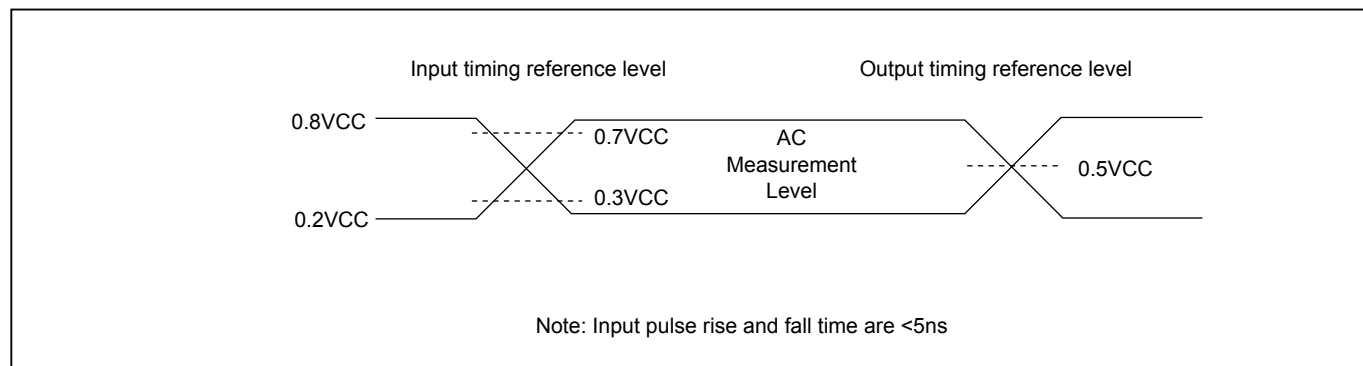 Input timing reference level
Output timing reference level
0.8VCC
0.7VCC
AC
Measurement
Level
0.5VCC
0.3VCC
0.2VCC
Note: Input pulse rise and fall time are <5ns